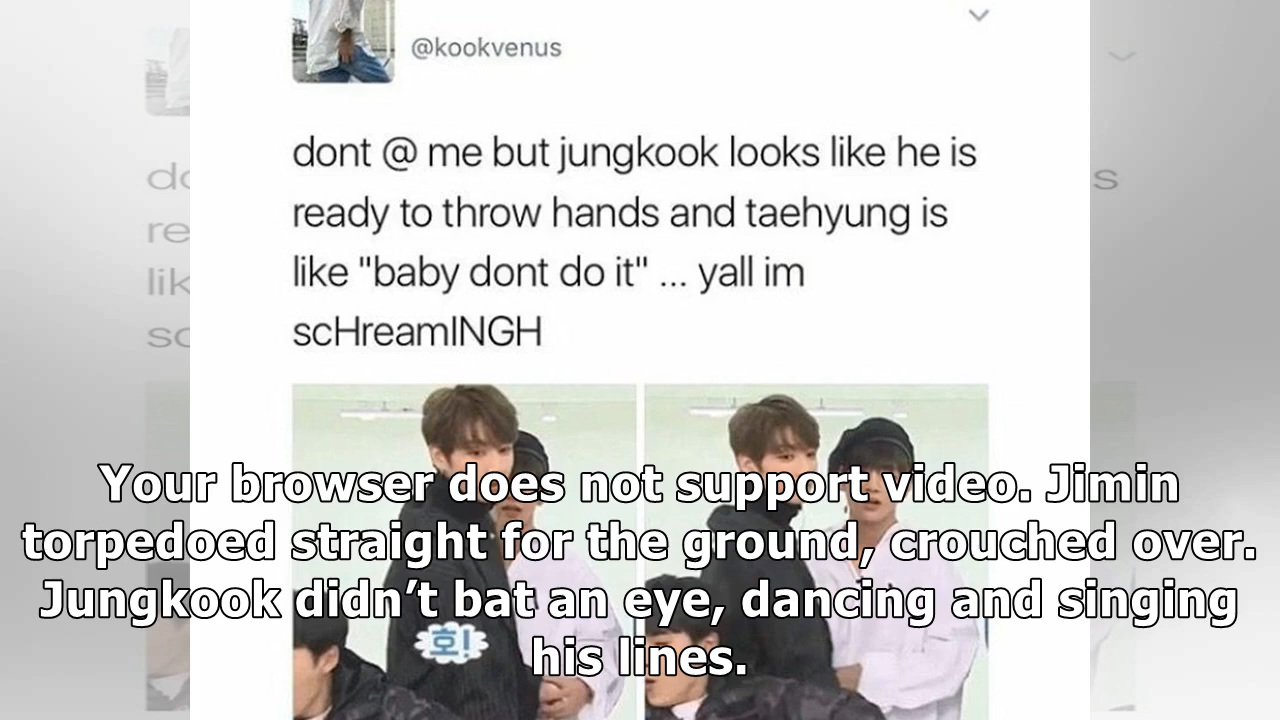 @kookvenus
dont @ me but jungkook looks like he is
ready to throw hands and taehyung is
like "baby dont do it" ... yall im
scHreamINGH
Your browser does not support video. Jimin
torpedoed straight for the ground, crouched over.
Jungkook didn’t bat an eye, dancing and singing
his lines.
호!